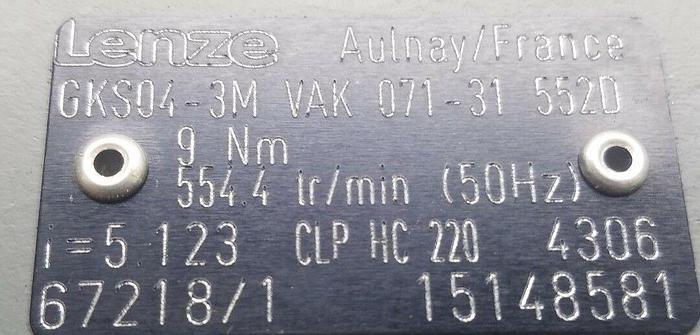 Lenze Aulnay/France
GKS04-3M VAK 071-31 552D
9 Nm
554.4 1r/min (50Hz)
i=5.123 CLP HC 220 4306
67218/1 15148581